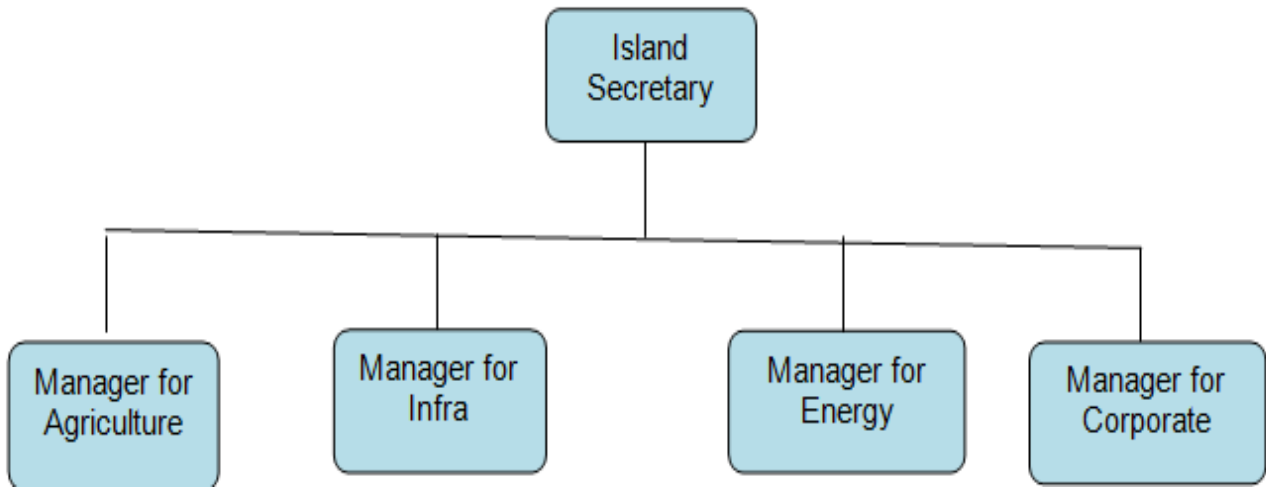 Island
Secretary
Manager for
Agriculture
Manager for
Infra
Manager for
Energy
Manager for
Corporate